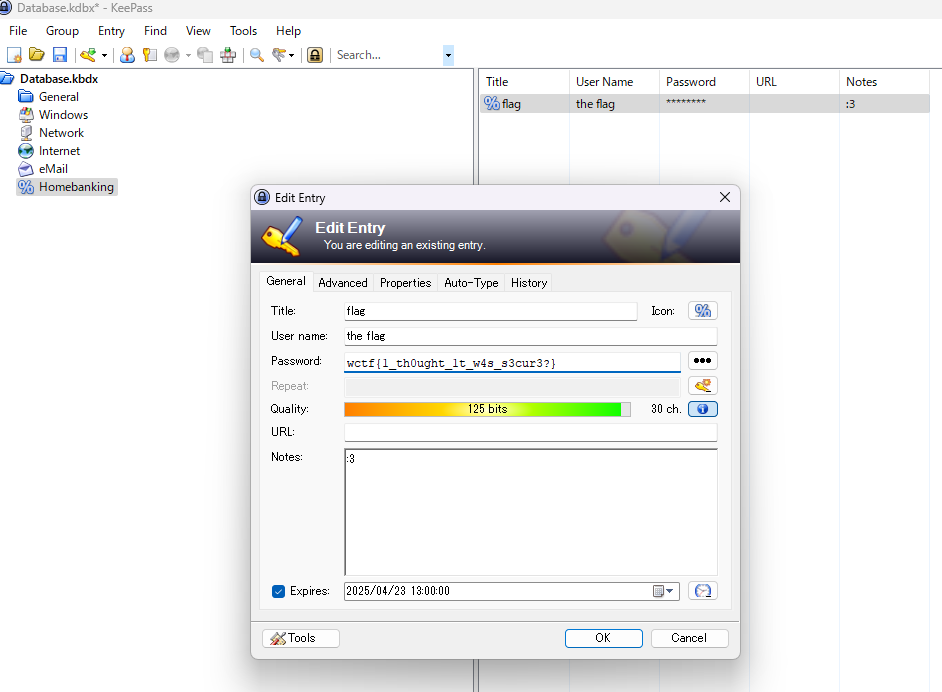 Database.kdbx* - KeePass
File Group Entry Find View Tools Help
Search...
Database.kbdx
General
Windows
Network
Internet
eMail
Homebanking
Title User Name Password URL Notes
flag the flag ******** :3
Edit Entry
Edit Entry
You are editing an existing entry.
General Advanced Properties Auto-Type History
Title: flag Icon:
User name: the flag
Password: wctf{1_th0ught_1t_w4s_s3cur3?}
Repeat:
Quality: 125 bits 30 ch.
URL:
Notes: :3
Expires: 2025/04/23 13:00:00
Tools OK Cancel